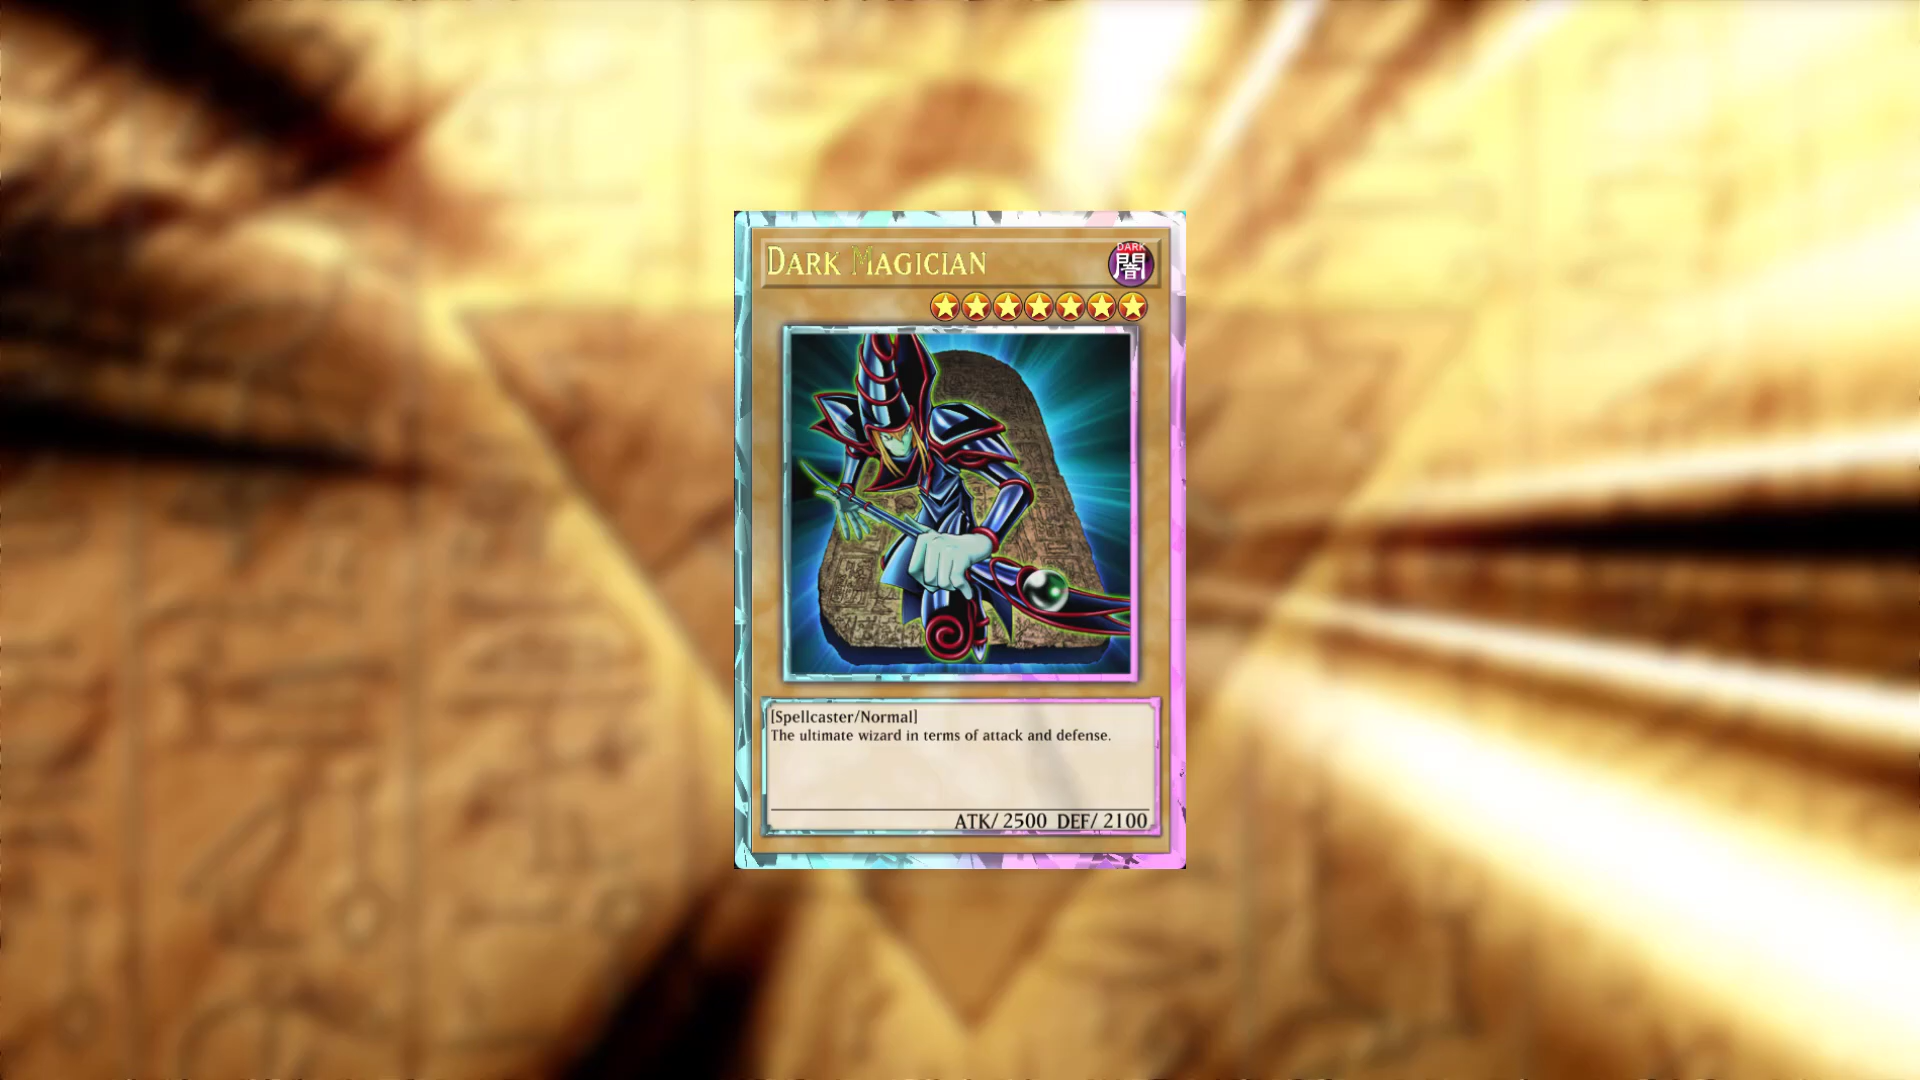 DARK MAGICIAN
DARK
闇
[Spellcaster/Normal]
The ultimate wizard in terms of attack and defense.
ATK/ 2500 DEF/ 2100